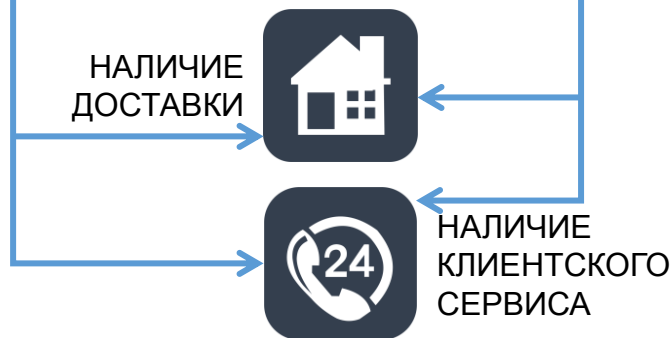 НАЛИЧИЕ
ДОСТАВКИ
24
НАЛИЧИЕ
КЛИЕНТСКОГО
СЕРВИСА